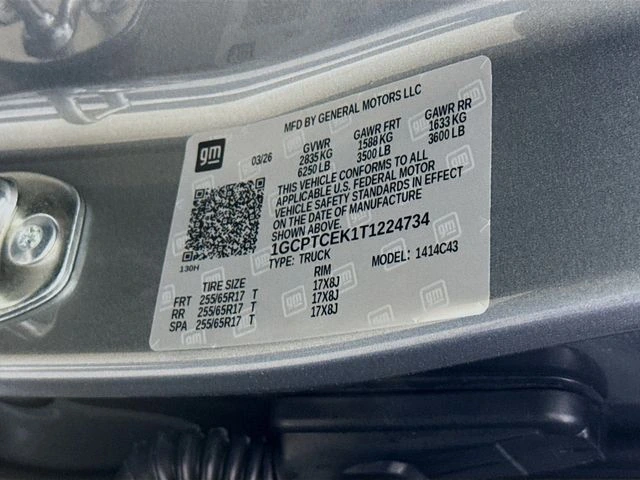 MFD BY GENERAL MOTORS LLC
gm
03/26
GVWR GAWR FRT GAWR RR
2835 KG 1588 KG 1633 KG
6250 LB 3500 LB 3600 LB
THIS VEHICLE CONFORMS TO ALL
APPLICABLE U.S. FEDERAL MOTOR
VEHICLE SAFETY STANDARDS IN EFFECT
ON THE DATE OF MANUFACTURE
SHOWN ABOVE.
1GCPTCEK1T1224734
130H
TYPE: TRUCK MODEL: 1414C43
TIRE SIZE RIM
FRT 255/65R17 T 17X8J
RR 255/65R17 T 17X8J
SPA 255/65R17 T 17X8J